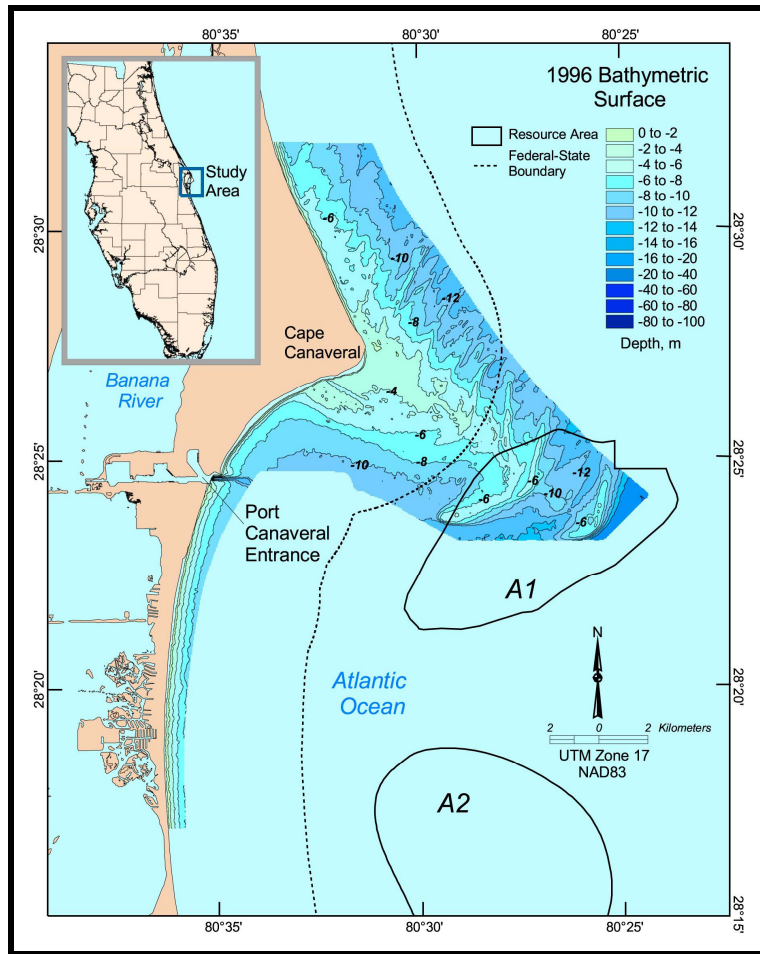 80°35'
80°30'
80°25'
1996 Bathymetric
Surface
Resource Area
Federal-State
Boundary
0 to -2
-2 to -4
-4 to -6
-6 to -8
-8 to -10
-10 to -12
-12 to -14
-14 to -16
-16 to -20
-20 to -40
-40 to -60
-60 to -80
-80 to -100
Depth, m
Study
Area
28°30'
28°30'
-6
-10
-12
-8
Cape
Canaveral
Banana
River
-4
-6
-8
-10
28°25'
28°25'
-12
-6
-10
-6
-6
Port
Canaveral
Entrance
A1
N
Atlantic
Ocean
28°20'
28°20'
2 0 2 Kilometers
UTM Zone 17
NAD83
A2
28°15'
80°35'
80°30'
80°25'